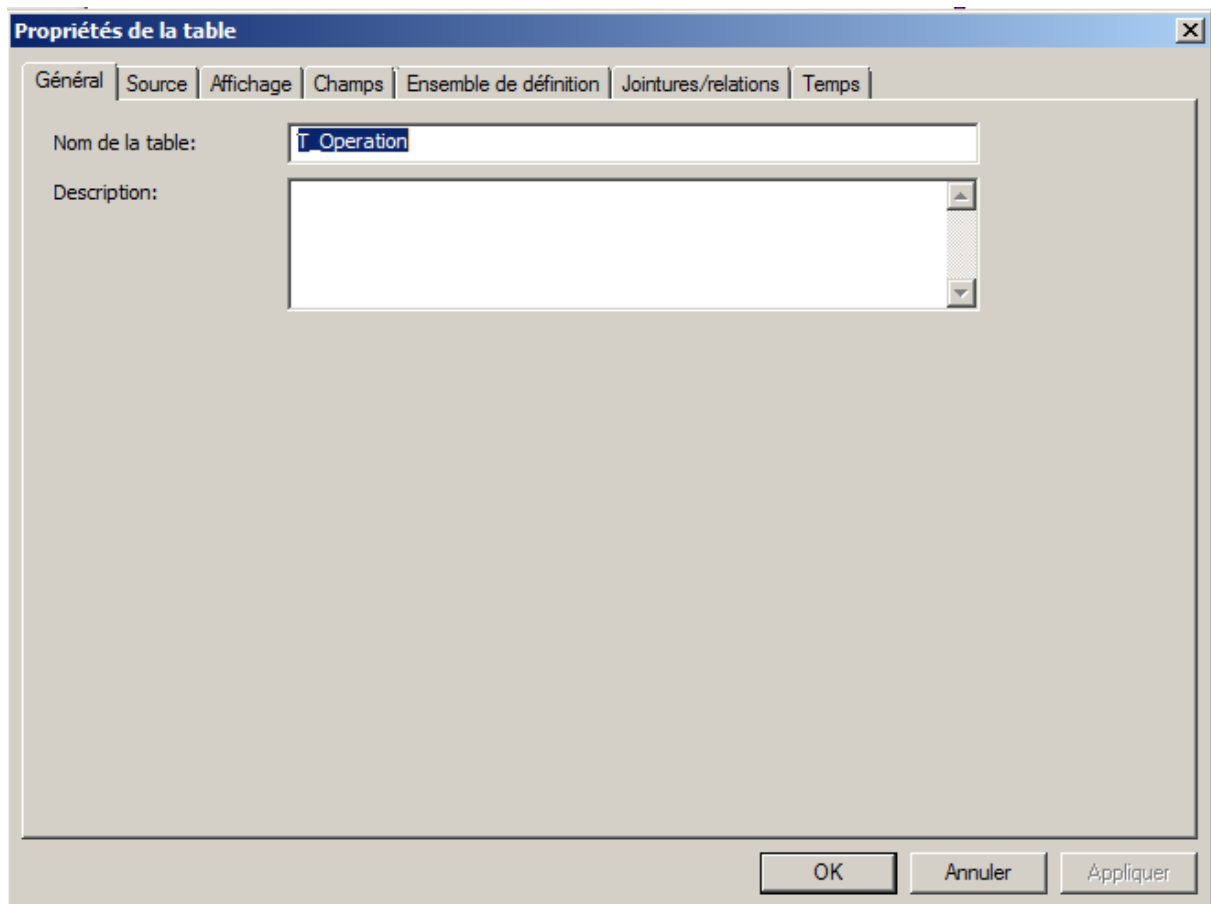 Propriétés de la table
Général Source Affichage Champs Ensemble de définition Jointures/relations Temps
Nom de la table: T_Operation
Description:
OK Annuler Appliquer